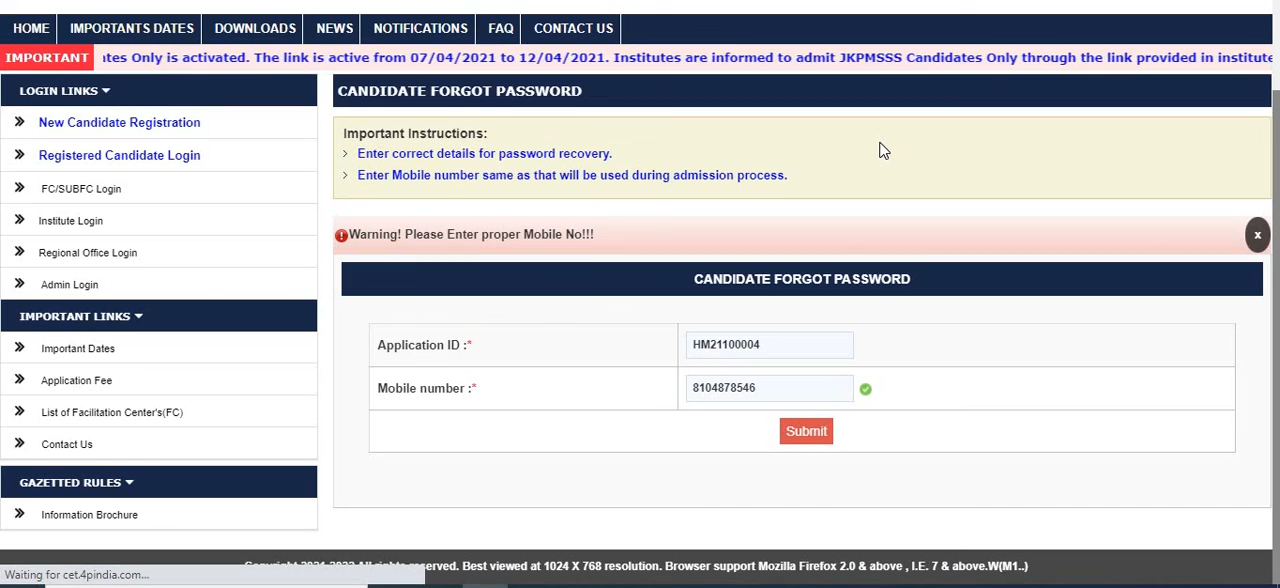 HOME IMPORTANTS DATES DOWNLOADS NEWS NOTIFICATIONS FAQ CONTACT US
IMPORTANT tes Only is activated. The link is active from 07/04/2021 to 12/04/2021. Institutes are informed to admit JKPMSSS Candidates Only through the link provided in institute
LOGIN LINKS
New Candidate Registration
Registered Candidate Login
FC/SUBFC Login
Institute Login
Regional Office Login
Admin Login
IMPORTANT LINKS
Important Dates
Application Fee
List of Facilitation Center's(FC)
Contact Us
GAZETTED RULES
Information Brochure
CANDIDATE FORGOT PASSWORD
Important Instructions:
Enter correct details for password recovery.
Enter Mobile number same as that will be used during admission process.
Warning! Please Enter proper Mobile No!!!
x
CANDIDATE FORGOT PASSWORD
Application ID :* HM21100004
Mobile number :* 8104878546
Submit
reserved. Best viewed at 1024 X 768 resolution. Browser support Mozilla Firefox 2.0 & above , I.E. 7 & above.W(M1..)
Waiting for cet.4pindia.com...